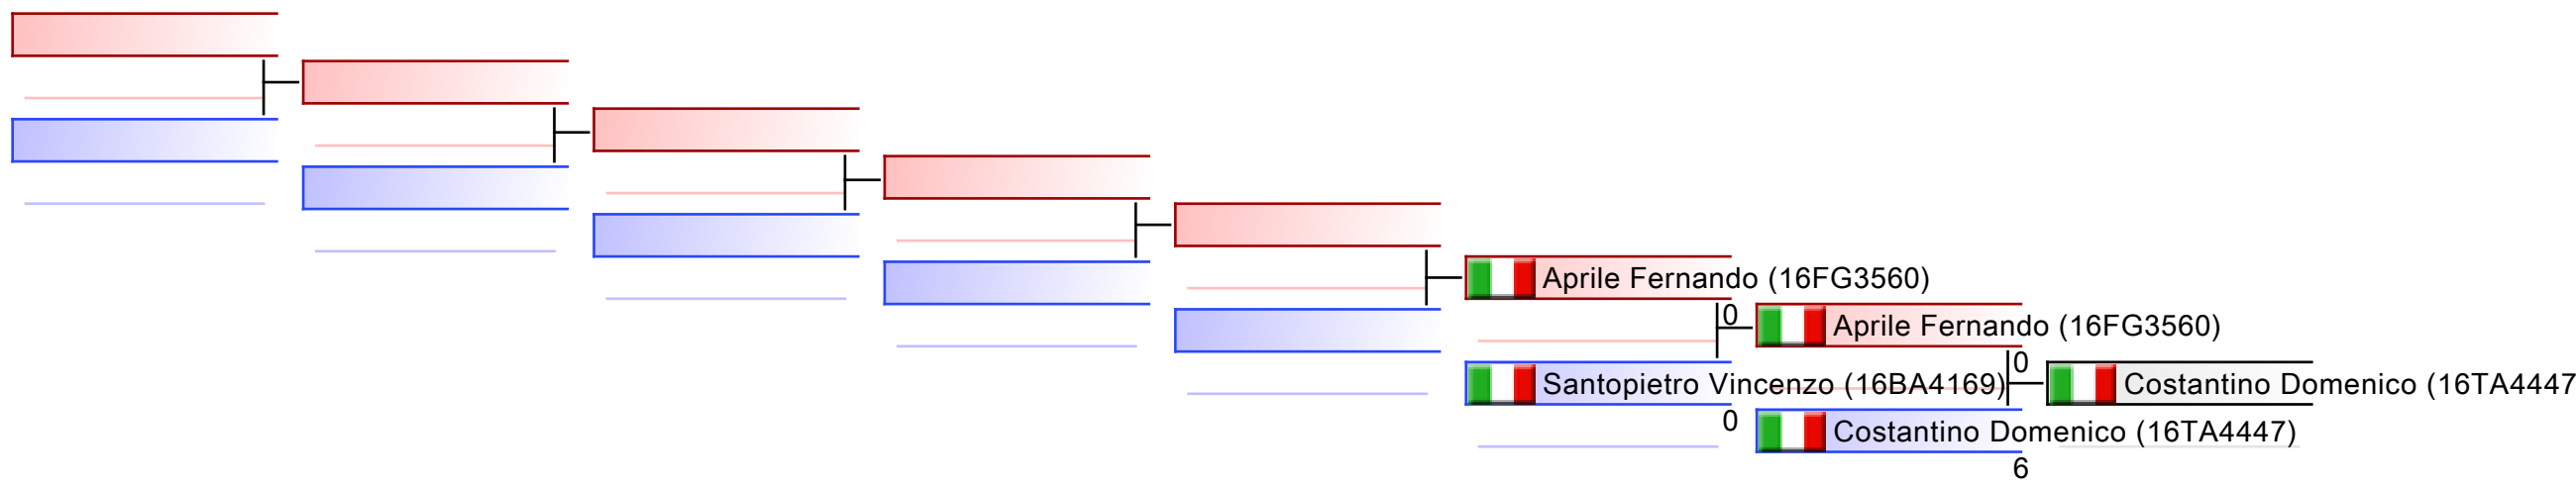 Aprile Fernando (16FG3560)
0
Aprile Fernando (16FG3560)
0
Santopietro Vincenzo (16BA4169)
Costantino Domenico (16TA4447
0
Costantino Domenico (16TA4447)
6